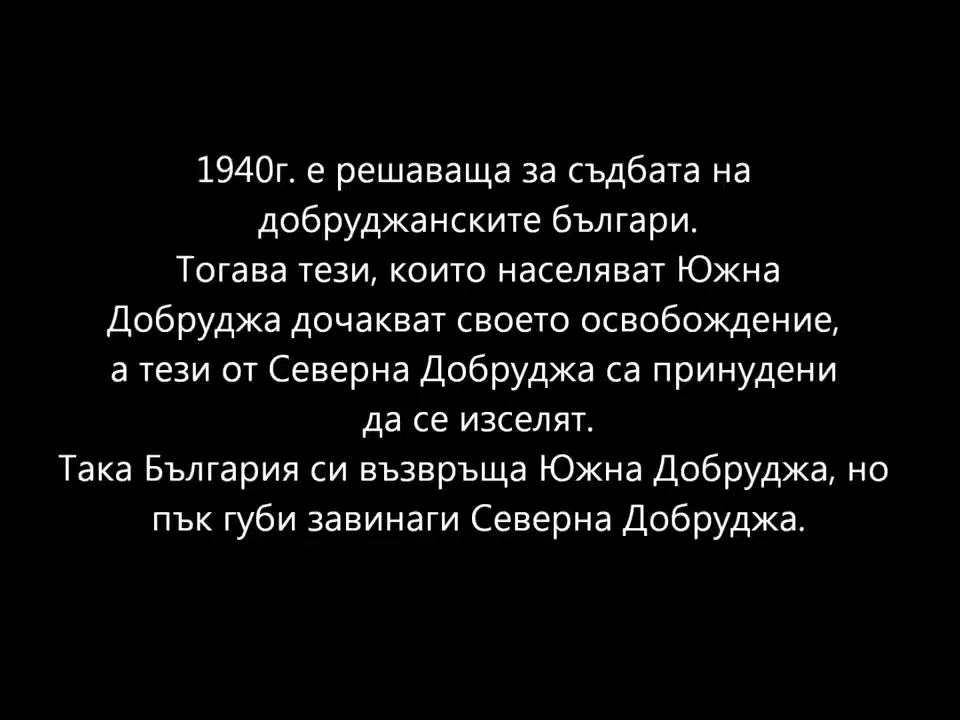 1940г. е решаваща за съдбата на
добруджанските българи.
Тогава тези, които населяват Южна
Добруджа дочакват своето освобождение,
а тези от Северна Добруджа са принудени
да се изселят.
Така България си възвръща Южна Добруджа, но
пък губи завинаги Северна Добруджа.